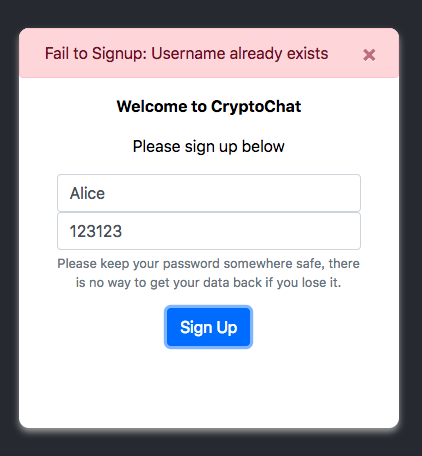 Fail to Signup: Username already exists ×
Welcome to CryptoChat
Please sign up below
Alice
123123
Please keep your password somewhere safe, there
is no way to get your data back if you lose it.
Sign Up